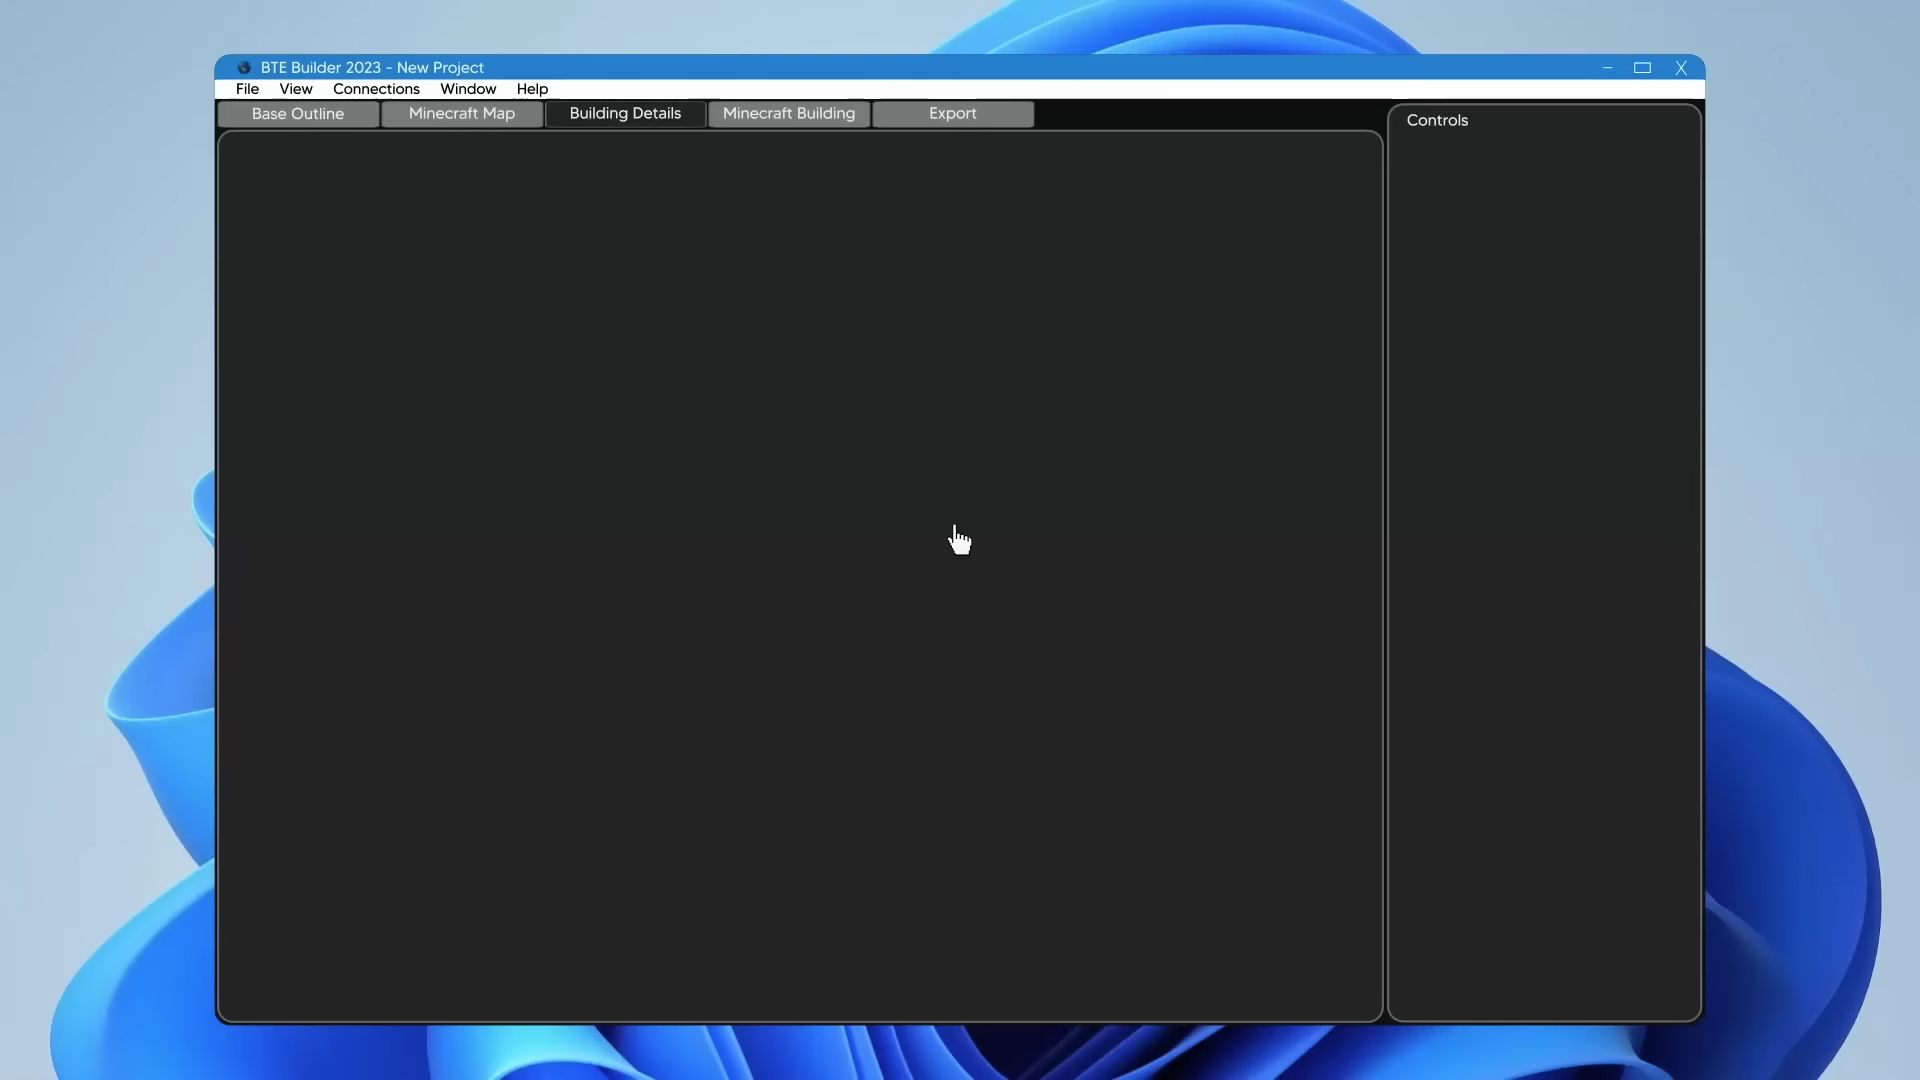 BTE Builder 2023 - New Project
File View Connections Window Help
Base Outline Minecraft Map Building Details Minecraft Building Export
Controls